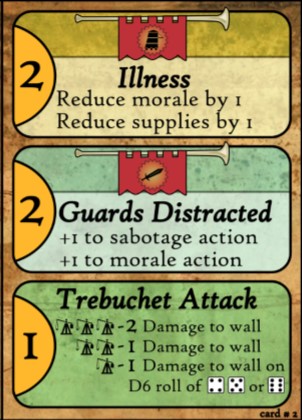 2
Illness
Reduce morale by 1
Reduce supplies by 1
2
Guards Distracted
+1 to sabotage action
+1 to morale action
1
Trebuchet Attack
-2 Damage to wall
-1 Damage to wall
-1 Damage to wall on
D6 roll of or
card # 2